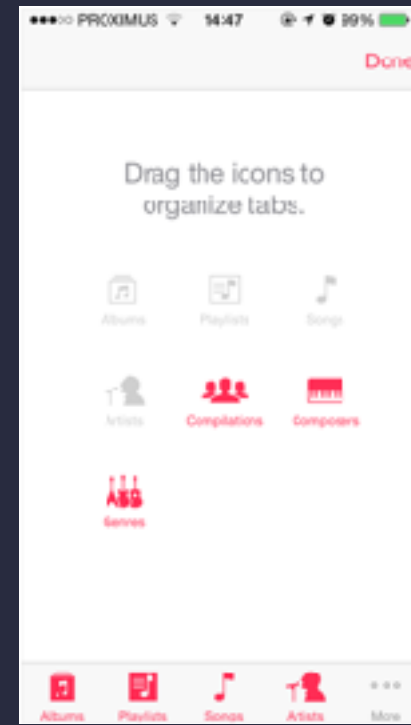 PROXIMUS 14:47 99%
Done
Drag the icons to
organize tabs.
Albums Playlists Songs
Artists Compilations Composers
Genres
Albums Playlists Songs Artists More